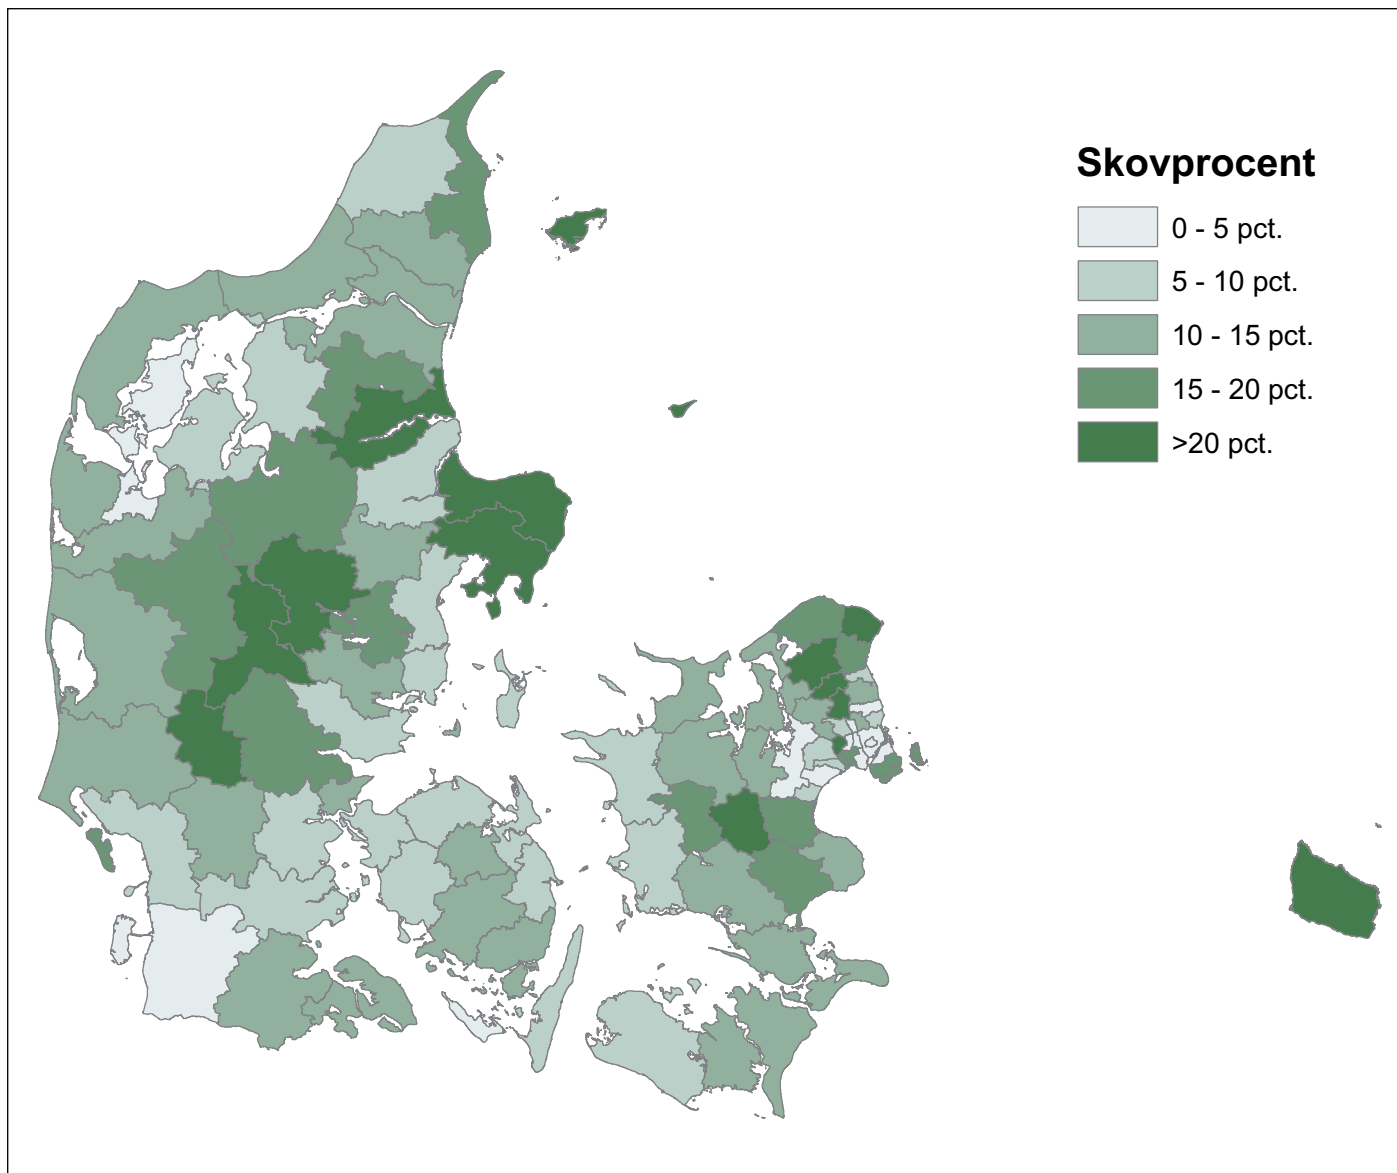 Skovprocent
0 - 5 pct.
5 - 10 pct.
10 - 15 pct.
15 - 20 pct.
>20 pct.